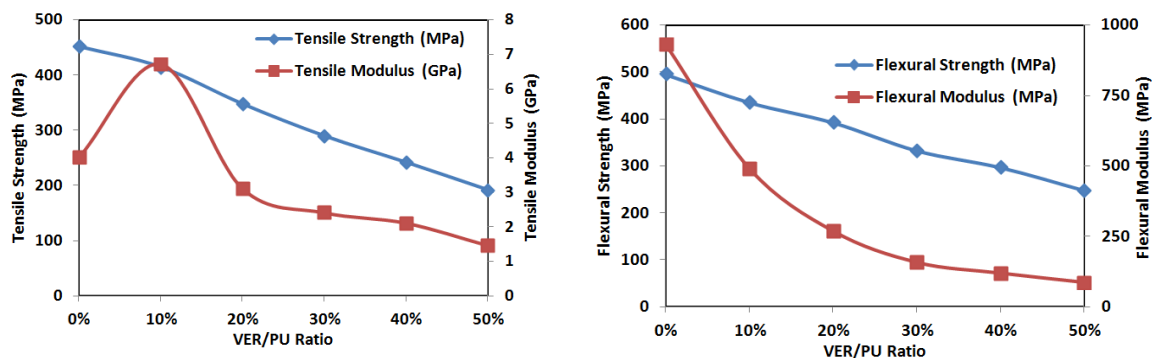 500
400
300
200
100
0
Tensile Strength (MPa)
Tensile Strength (MPa)
Tensile Modulus (GPa)
8
7
6
5
4
3
2
1
0
Tensile Modulus (GPa)
0% 10% 20% 30% 40% 50%
VER/PU Ratio
600
500
400
300
200
100
0
Flexural Strength (MPa)
Flexural Strength (MPa)
Flexural Modulus (MPa)
1000
750
500
250
0
Flexural Modulus (MPa)
0% 10% 20% 30% 40% 50%
VER/PU Ratio